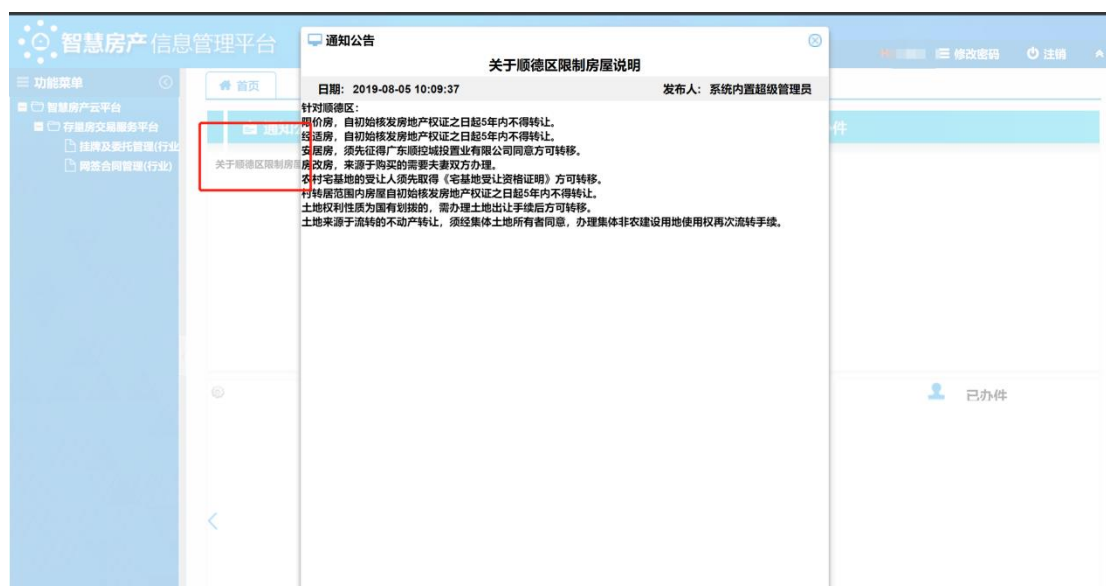 智慧房产信息管理平台
修改密码
注销
功能菜单
首页
智慧房产云平台
存量房交易服务平台
挂牌及委托管理(行业
网签合同管理(行业)
关于顺德区限制房屋
通知公告
关于顺德区限制房屋说明
日期: 2019-08-05 10:09:37
发布人: 系统内置超级管理员
针对顺德区:
限价房, 自初始核发房地产权证之日起5年内不得转让。
经适房, 自初始核发房地产权证之日起5年内不得转让。
安居房, 须先征得广东顺控城投置业有限公司同意方可转移。
房改房, 来源于购买的需要夫妻双方办理。
农村宅基地的受让人须先取得《宅基地受让资格证明》方可转移。
村转居范围内房屋自初始核发房地产权证之日起5年内不得转让。
土地权利性质为国有划拨的, 需办理土地出让手续后方可转移。
土地来源于流转的不动产转让, 须经集体土地所有者同意, 办理集体非农建设用地使用权再次流转手续。
件
已办件